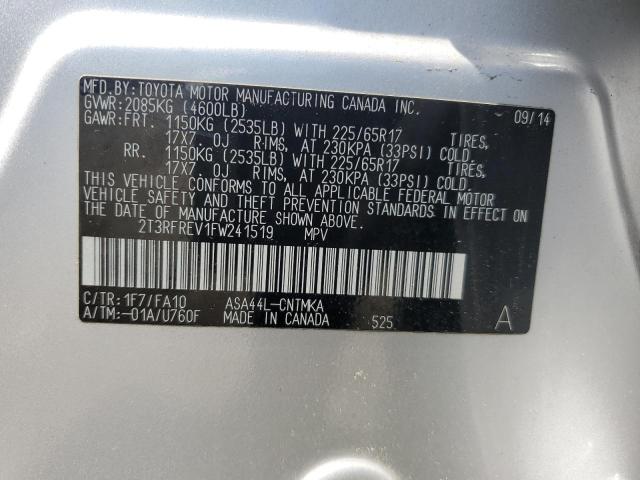 MFD. BY: TOYOTA MOTOR MANUFACTURING CANADA INC.
GVWR: 2085KG (4600LB) 09/14
GAWR: FRT. 1150KG (2535LB) WITH 225/65R17 TIRES,
17X7.0J RIMS, AT 230KPA (33PSI) COLD.
RR. 1150KG (2535LB) WITH 225/65R17 TIRES,
17X7.0J RIMS, AT 230KPA (33PSI) COLD.
THIS VEHICLE CONFORMS TO ALL APPLICABLE FEDERAL MOTOR
VEHICLE SAFETY AND THEFT PREVENTION STANDARDS IN EFFECT ON
THE DATE OF MANUFACTURE SHOWN ABOVE.
2T3RFREV1FW241519 MPV
C/TR: 1F7/FA10 ASA44L-CNTMKA
A/TM: -01A/U760F MADE IN CANADA 525 A